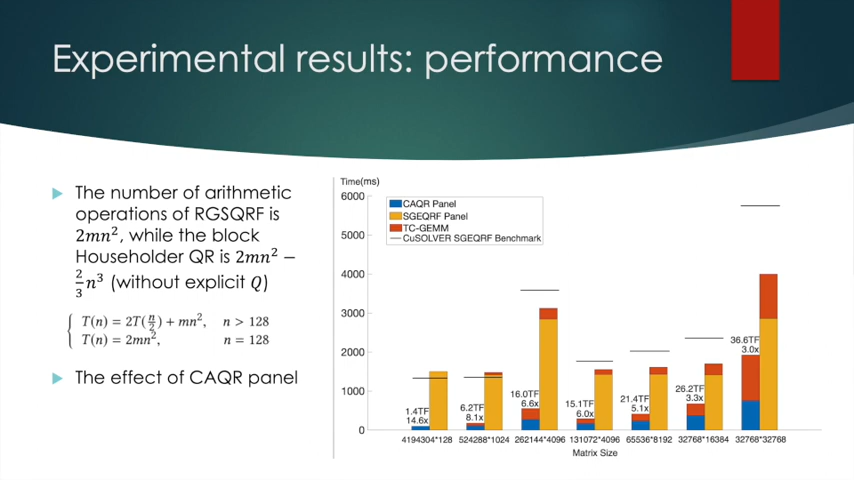 Experimental results: performance
The number of arithmetic
operations of RGSQRF is
2mn², while the block
Householder QR is 2mn² −
2/3 n³ (without explicit Q)
T(n) = 2T(n/2) + mn², n > 128
T(n) = 2mn², n = 128
The effect of CAQR panel
Time(ms)
6000
5000
4000
3000
2000
1000
0
CAQR Panel
SGEQRF Panel
TC-GEMM
CuSOLVER SGEQRF Benchmark
1.4TF
14.6x
6.2TF
8.1x
16.0TF
6.6x
15.1TF
6.0x
21.4TF
5.1x
26.2TF
3.3x
36.6TF
3.0x
4194304*128 524288*1024 262144*4096 131072*4096 65536*8192 32768*16384 32768*32768
Matrix Size